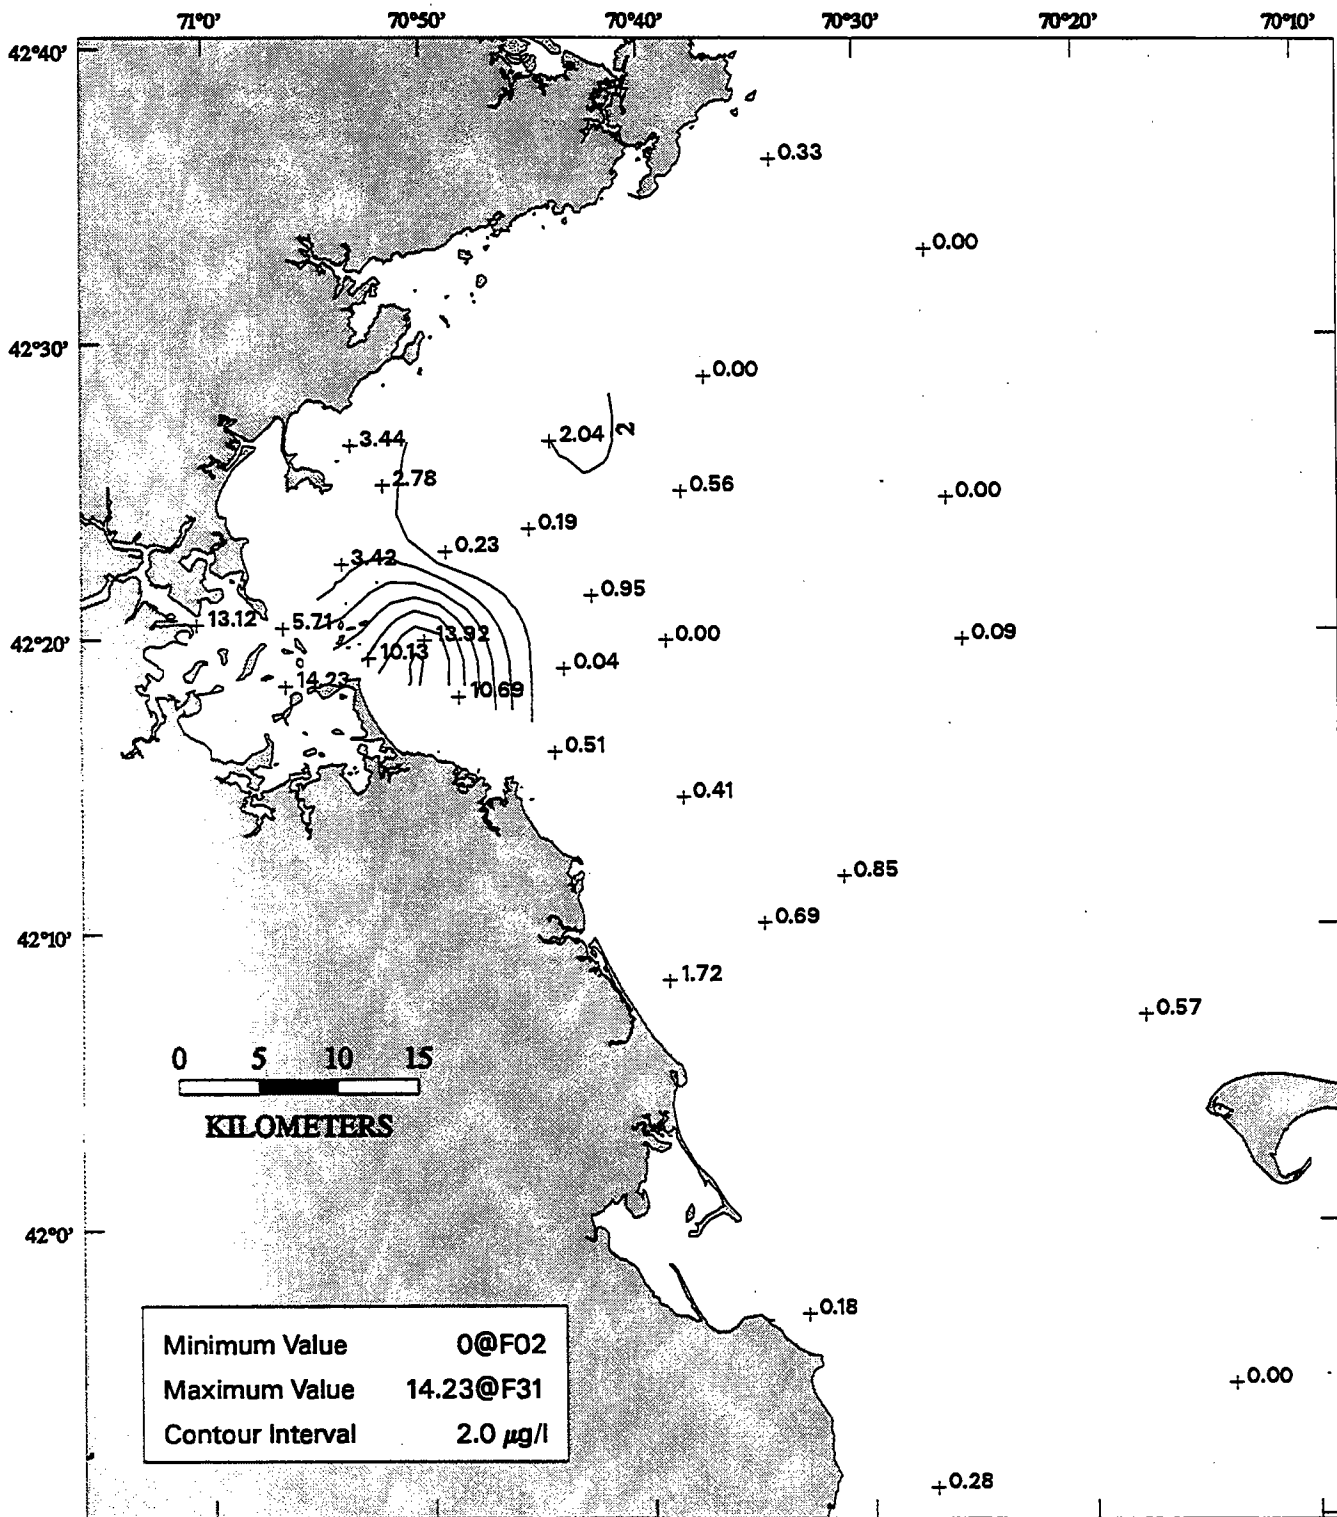 71°0' 70°50' 70°40' 70°30' 70°20' 70°10'
42°40'
0.33
0.00
42°30'
0.00
3.44 2.04 2
2.78 0.56 0.00
0.19
3.42 0.23
0.95
13.12 5.71
42°20' 13.92 0.00 0.09
10.13 0.04
14.23 10.69
0.51
0.41
0.85
0.69
42°10'
1.72
0.57
0 5 10 15
KILOMETERS
42°0'
0.18
Minimum Value 0@F02
0.00
Maximum Value 14.23@F31
Contour Interval 2.0 µg/l
0.28